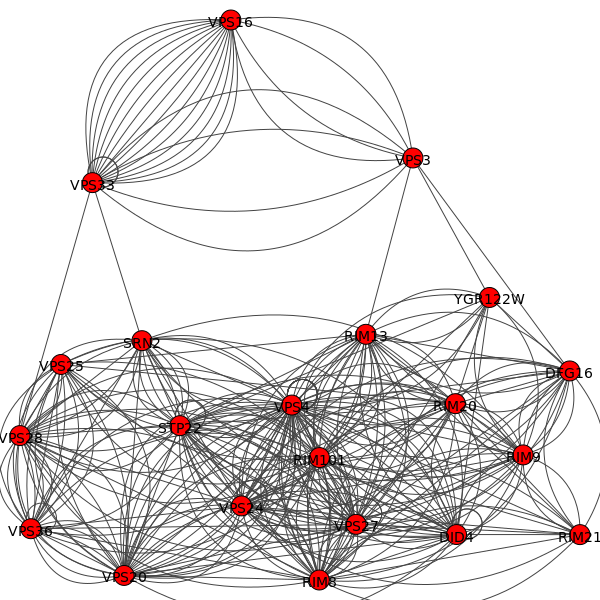 VPS16
VPS3
VPS33
YGR122W
RIM13
SRN2
VPS25
DFG16
VPS4
RIM20
STP22
VPS28
RIM101
RIM9
VPS24
VPS27
VPS36
DID4
RIM21
VPS20
RIM8